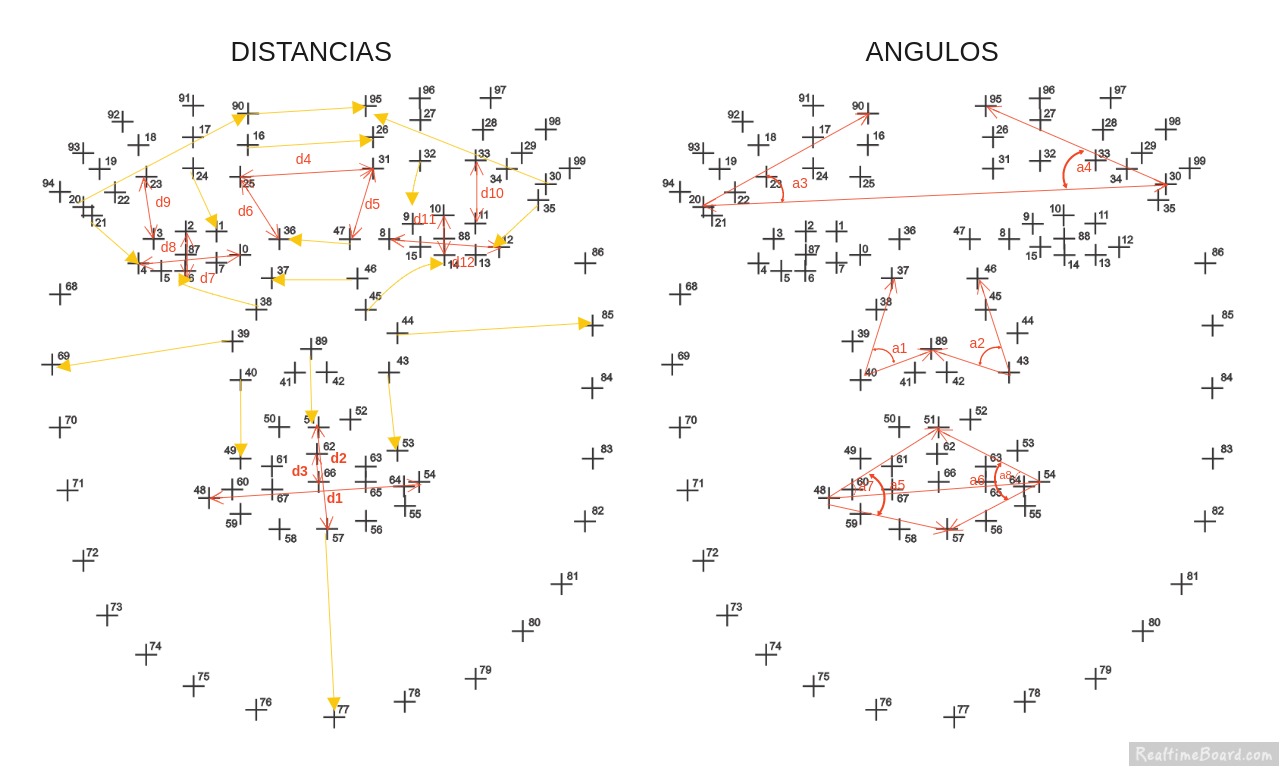 DISTANCIAS
ANGULOS
96 97
91 90 95
92 27
17 16 26 28 98
18
93 29
19 24 d4 31 32 33 99
94 23 25 34 30
20 22 d9 d6 d5 d10 35
21 10
2 1 9 d11 11
3 d8 36 47 8 88 12
87 0 15 86
4 5 6 7 d7 14 d12 13
37 46
68 38 45
44 85
39 89
69
40 41 42 43 84
50 51 52
70
49 62 d2 53 83
61 d3 63
60 66 64 54
71 48 67 d1 65
59 55
58 57 56 82
72
81
73
80
74
75 79
76 77 78
96 97
91 90 95
92 27
17 16 26 28 98
18
93 29
19 24 31 32 33 a4 99
94 23 a3 25 34 30
20 22 35
21 10
2 1 9 11
3 36 47 8 88 12
87 0 15 86
4 5 6 7 14 13
37 46
68 38 45
44 85
39 a1 89 a2
69
40 41 42 43 84
50 51 52
70
49 62 53 83
61 63
60 a7 a5 66 a6 a8 64 54
71 48 67 65
59 55
58 57 56 82
72
81
73
80
74
75 79
76 77 78
RealtimeBoard.com